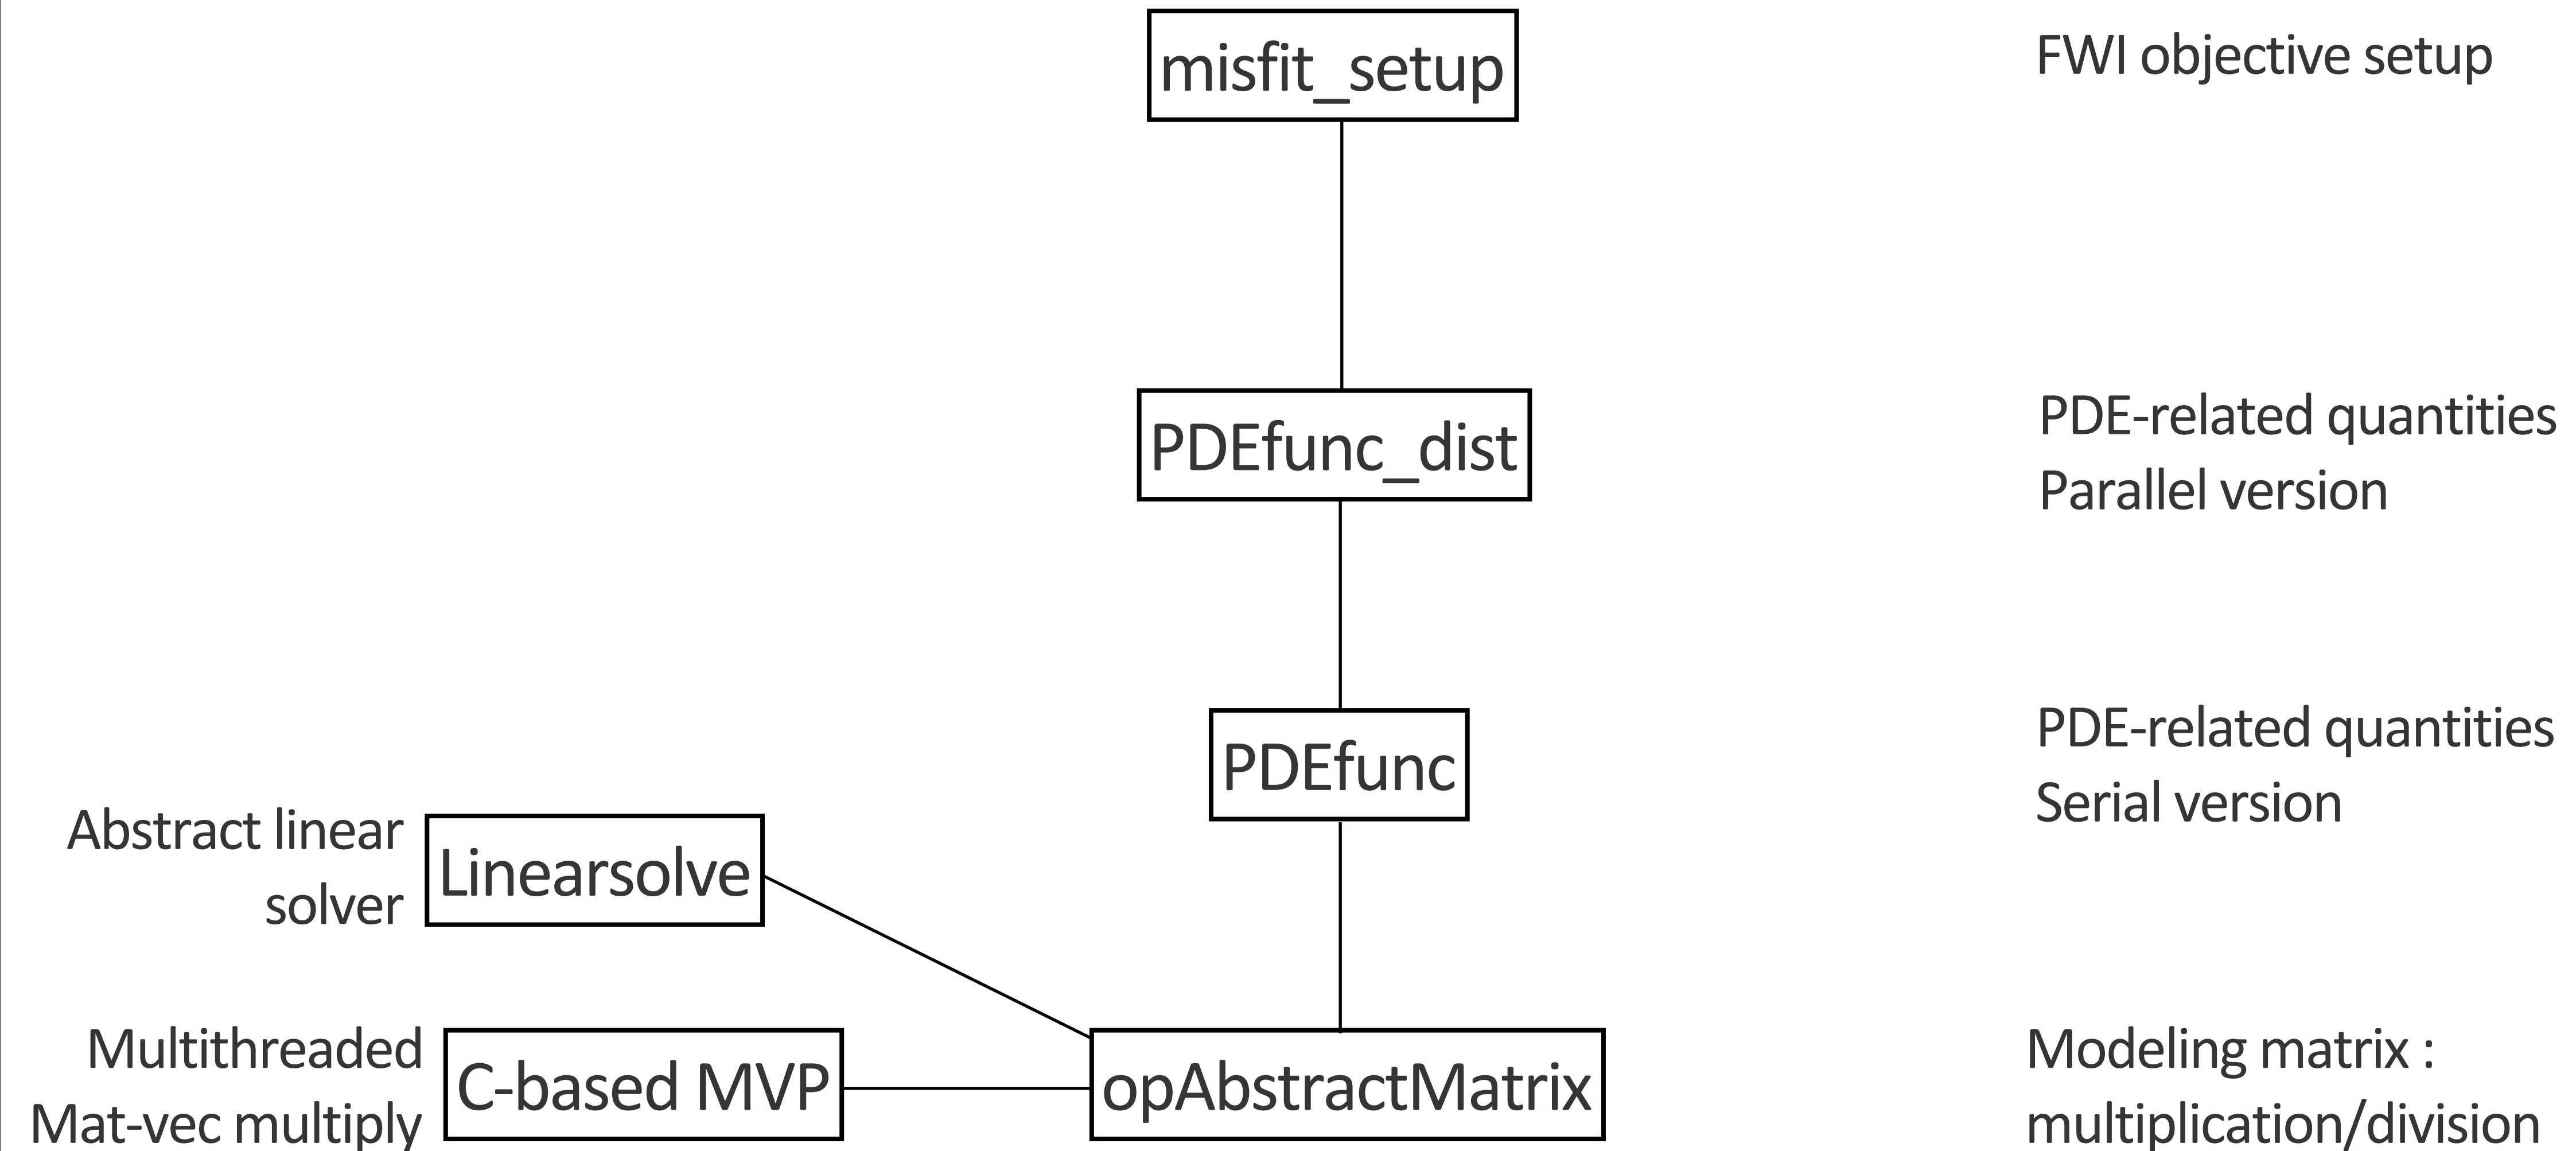 misfit_setup
FWI objective setup
PDEfunc_dist
PDE-related quantities
Parallel version
PDEfunc
PDE-related quantities
Serial version
Abstract linear
solver
Linearsolve
Multithreaded
Mat-vec multiply
C-based MVP
opAbstractMatrix
Modeling matrix :
multiplication/division